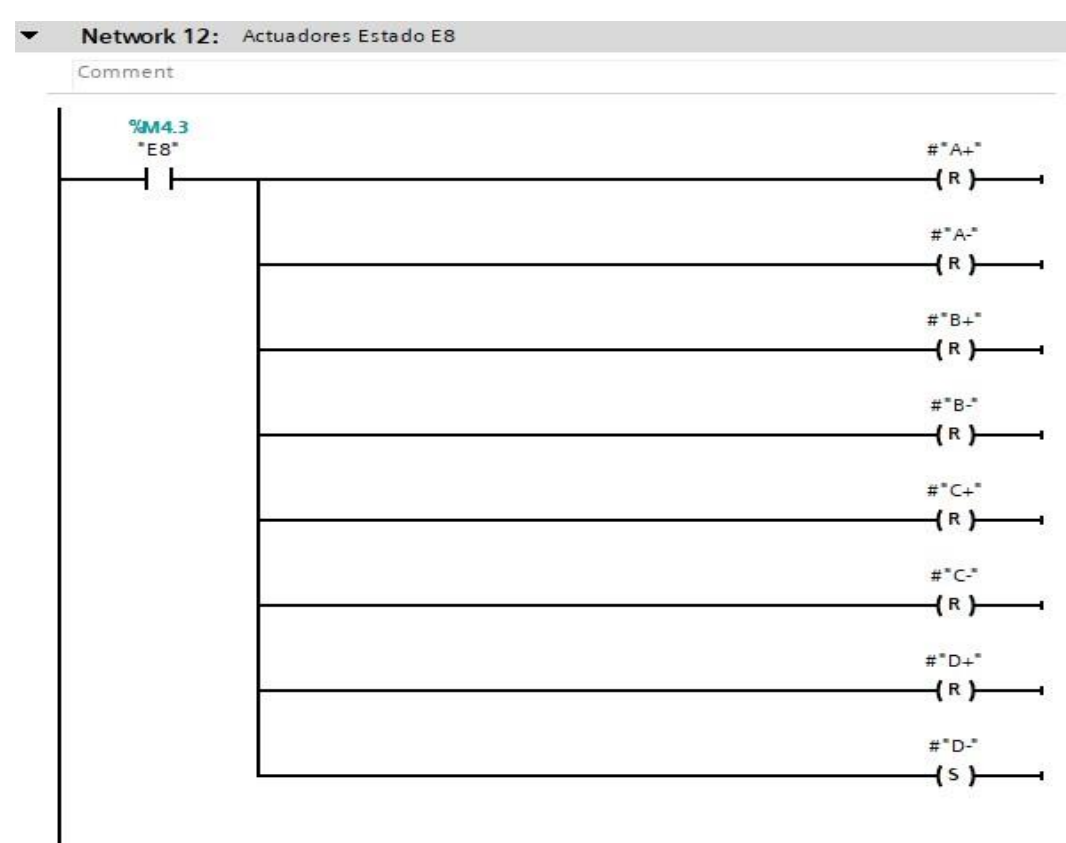 Network 12: Actuadores Estado E8
Comment
%M4.3
"E8"
#"A+"
( R )
#"A-"
( R )
#"B+"
( R )
#"B-"
( R )
#"C+"
( R )
#"C-"
( R )
#"D+"
( R )
#"D-"
( S )